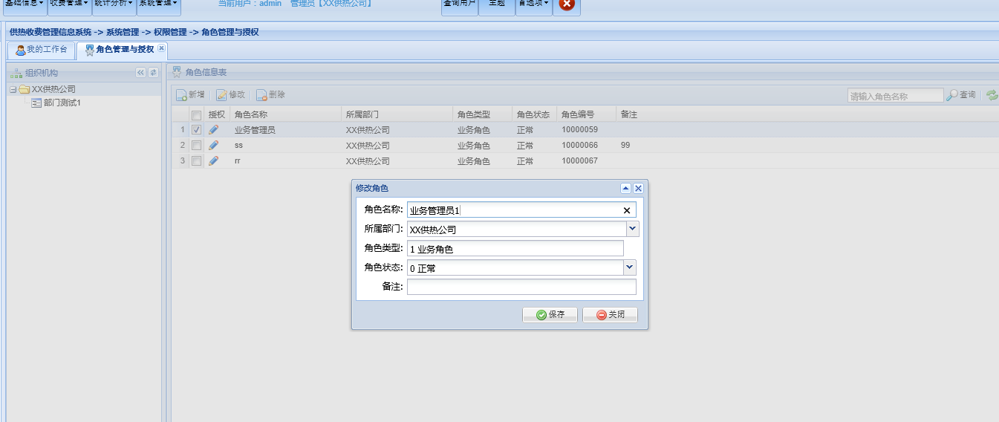 基础信息 收费管理 统计分析 系统管理 当前用户：admin 管理员【XX供热公司】 查询用户 主题 首选项
供热收费管理信息系统 -> 系统管理 -> 权限管理 -> 角色管理与授权
我的工作台 角色管理与授权
组织机构 角色信息表
XX供热公司
部门测试1
新增 修改 删除 请输入角色名称 查询
授权 角色名称 所属部门 角色类型 角色状态 角色编号 备注
1 业务管理员 XX供热公司 业务角色 正常 10000059
2 ss XX供热公司 业务角色 正常 10000066 99
3 rr XX供热公司 业务角色 正常 10000067
修改角色
角色名称: 业务管理员1
所属部门: XX供热公司
角色类型: 1 业务角色
角色状态: 0 正常
备注:
保存 关闭